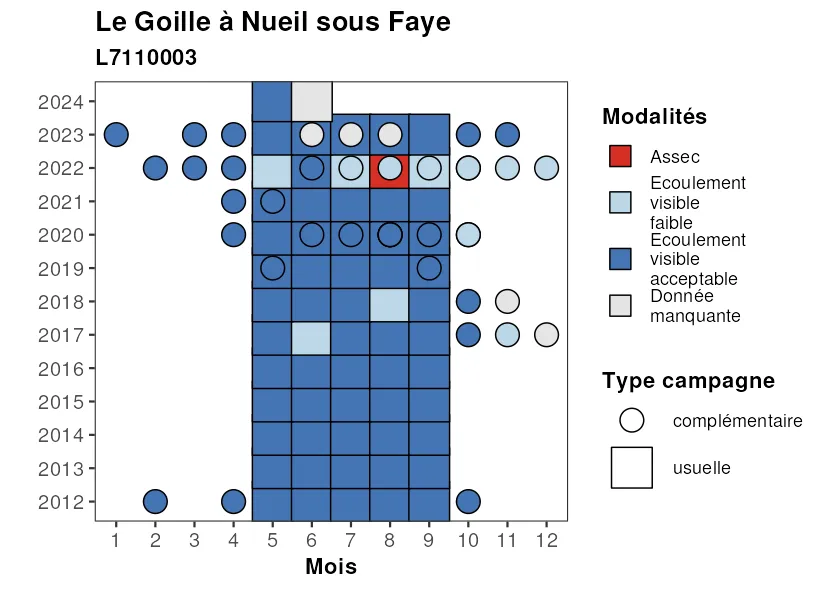 Le Goille à Nueil sous Faye
L7110003
2024
2023
2022
2021
2020
2019
2018
2017
2016
2015
2014
2013
2012
1 2 3 4 5 6 7 8 9 10 11 12
Mois
Modalités
Assec
Ecoulement
visible
faible
Ecoulement
visible
acceptable
Donnée
manquante
Type campagne
complémentaire
usuelle